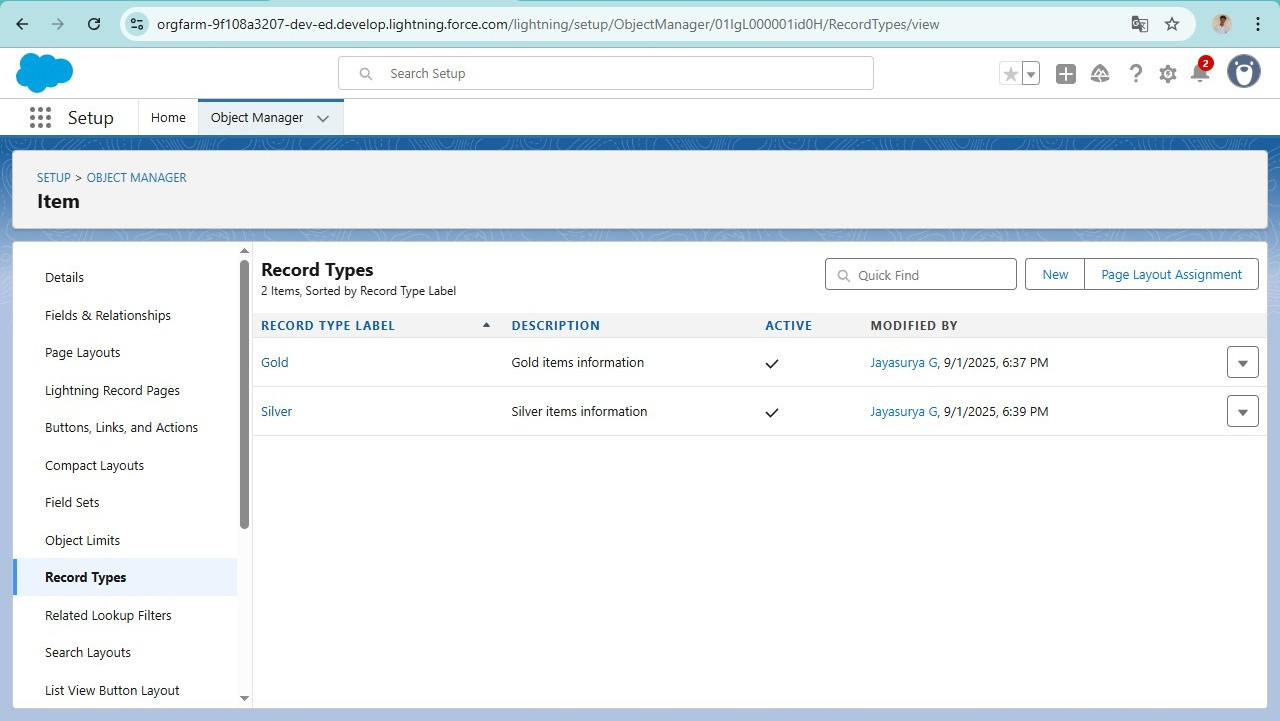 orgfarm-9f108a3207-dev-ed.develop.lightning.force.com/lightning/setup/ObjectManager/01IgL000001id0H/RecordTypes/view
Search Setup
2
Setup
Home
Object Manager
SETUP > OBJECT MANAGER
Item
Details
Fields & Relationships
Page Layouts
Lightning Record Pages
Buttons, Links, and Actions
Compact Layouts
Field Sets
Object Limits
Record Types
Related Lookup Filters
Search Layouts
List View Button Layout
Record Types
2 Items, Sorted by Record Type Label
Quick Find
New
Page Layout Assignment
RECORD TYPE LABEL DESCRIPTION ACTIVE MODIFIED BY
Gold Gold items information Jayasurya G, 9/1/2025, 6:37 PM
Silver Silver items information Jayasurya G, 9/1/2025, 6:39 PM